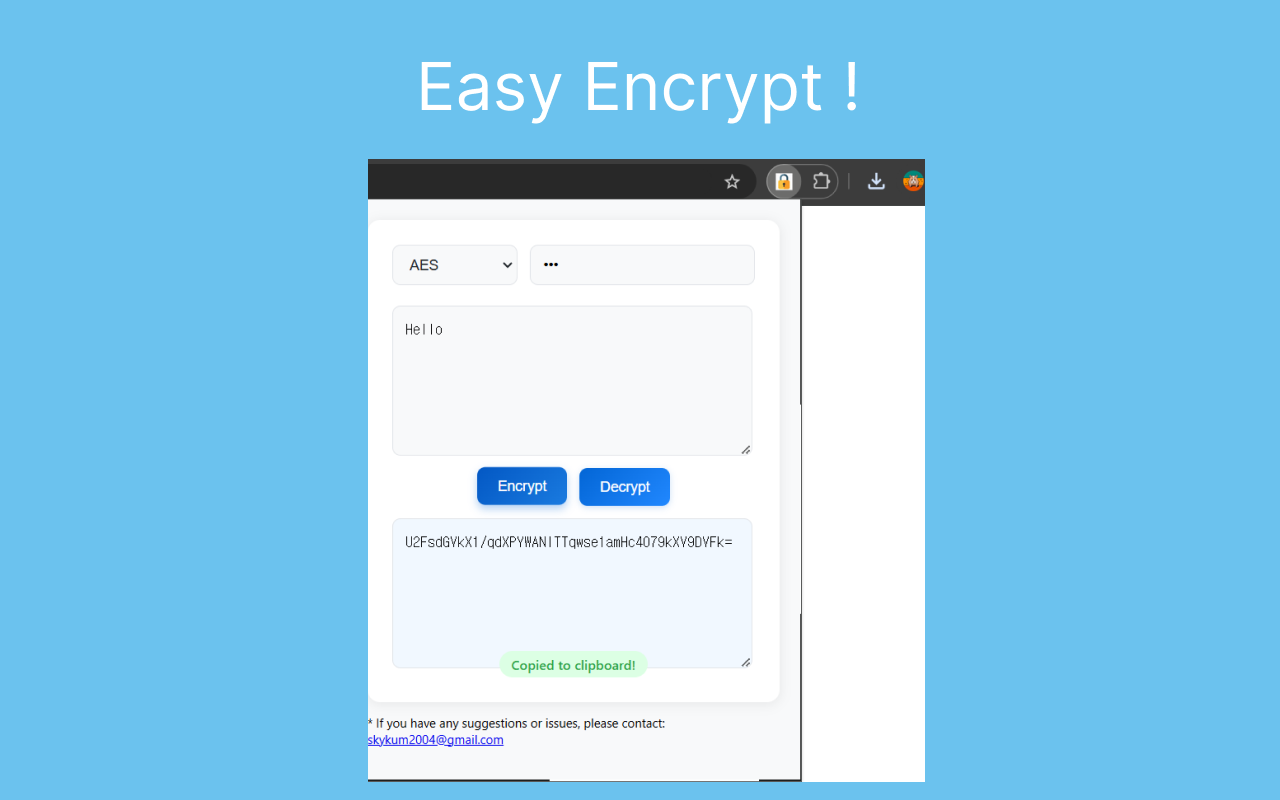 Easy Encrypt !
AES
•••
Hello
Encrypt
Decrypt
U2FsdGVkX1/qdXPYWANITTqwse1amHc4O79kXV9DVFk=
Copied to clipboard!
* If you have any suggestions or issues, please contact:
skykum2004@gmail.com